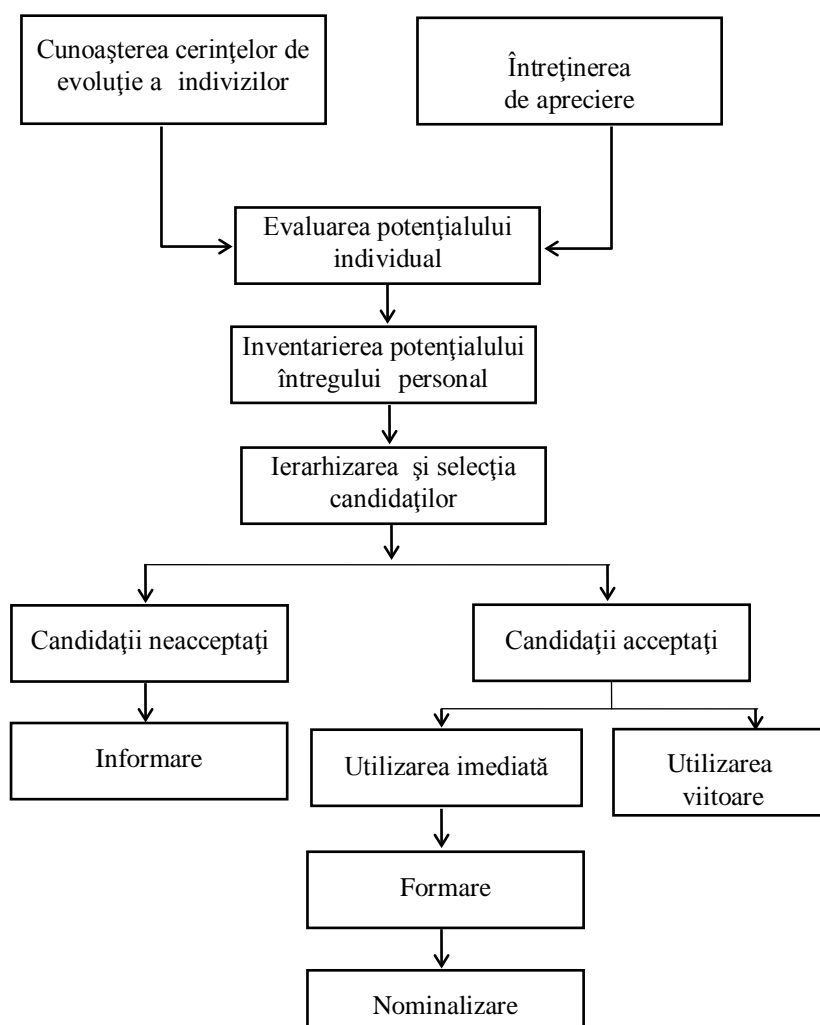 Cunoaşterea cerinţelor de
evoluţie a indivizilor
Întreţinerea
de apreciere
Evaluarea potenţialului
individual
Inventarierea potenţialului
întregului personal
Ierarhizarea şi selecţia
candidaţilor
Candidaţii neacceptaţi
Candidaţii acceptaţi
Informare
Utilizarea imediată
Utilizarea
viitoare
Formare
Nominalizare